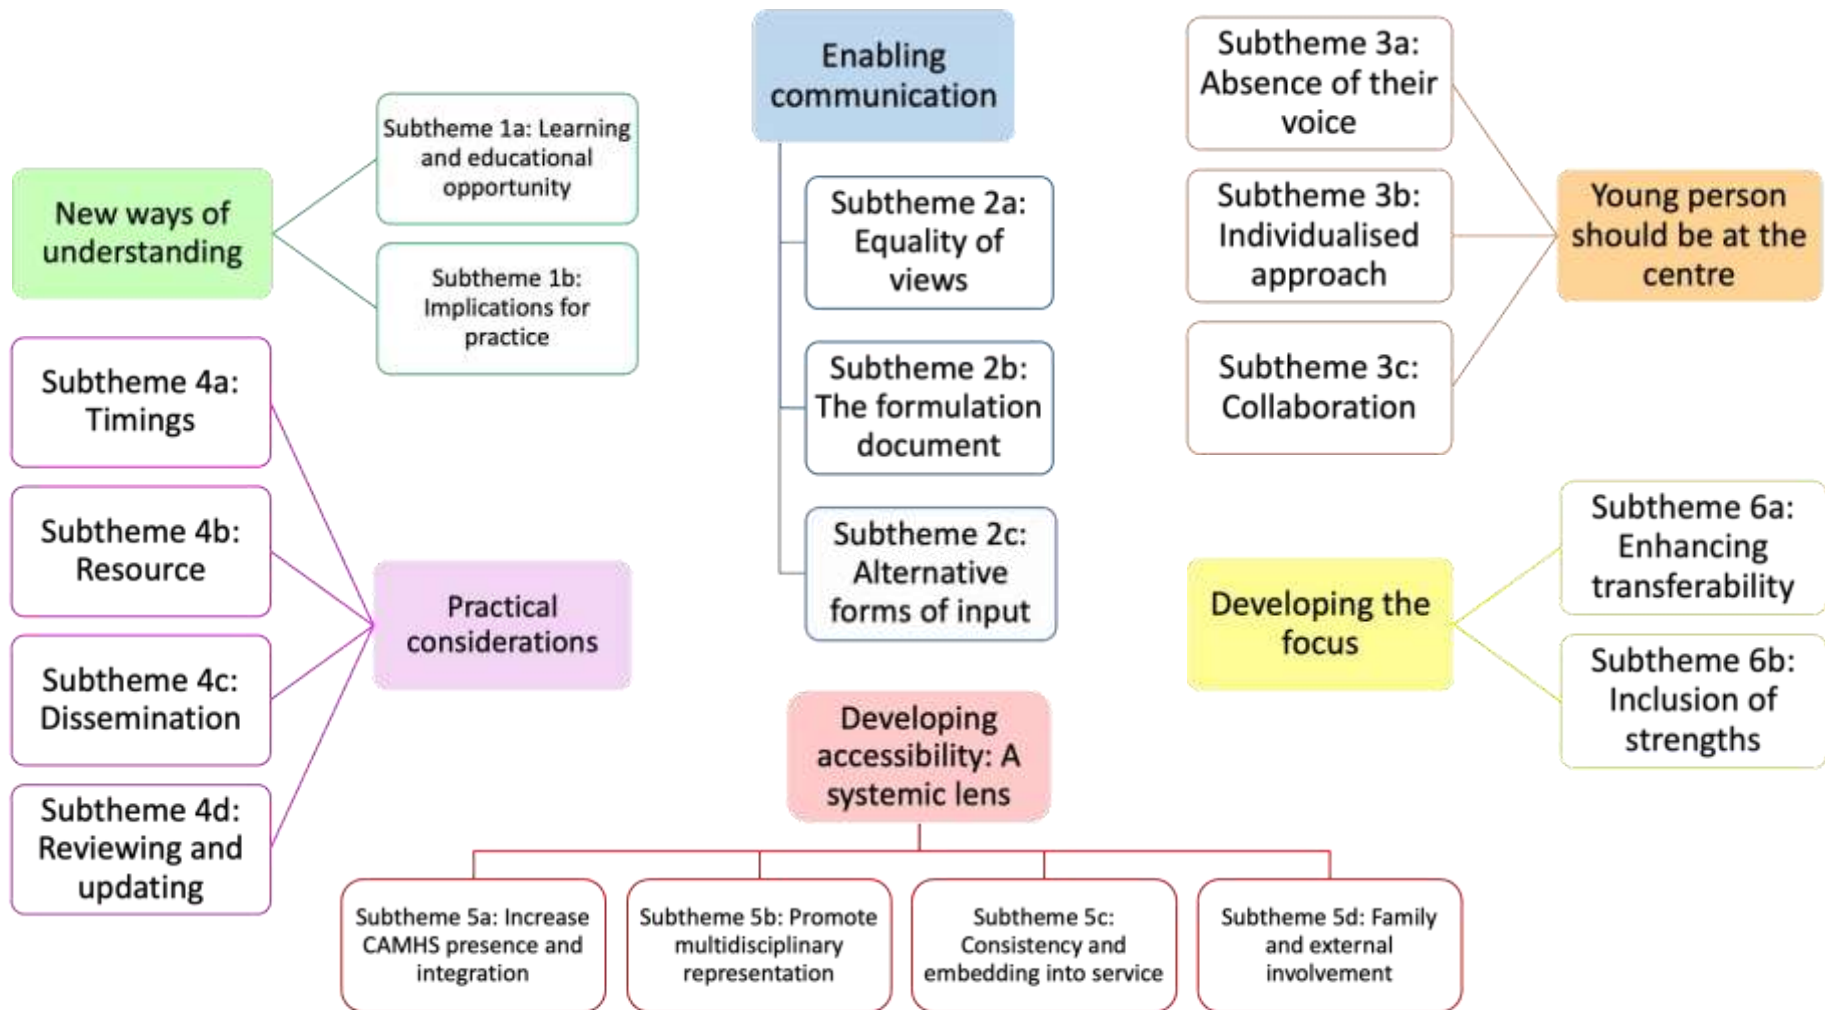 New ways of
understanding
Subtheme 1a: Learning
and educational
opportunity
Subtheme 1b:
Implications for
practice
Enabling
communication
Subtheme 2a:
Equality of
views
Subtheme 2b:
The formulation
document
Subtheme 2c:
Alternative
forms of input
Subtheme 3a:
Absence of their
voice
Subtheme 3b:
Individualised
approach
Subtheme 3c:
Collaboration
Young person
should be at the
centre
Subtheme 4a:
Timings
Subtheme 4b:
Resource
Subtheme 4c:
Dissemination
Subtheme 4d:
Reviewing and
updating
Practical
considerations
Developing
accessibility: A
systemic lens
Subtheme 5a: Increase
CAMHS presence and
integration
Subtheme 5b: Promote
multidisciplinary
representation
Subtheme 5c:
Consistency and
embedding into service
Subtheme 5d: Family
and external
involvement
Developing the
focus
Subtheme 6a:
Enhancing
transferability
Subtheme 6b:
Inclusion of
strengths